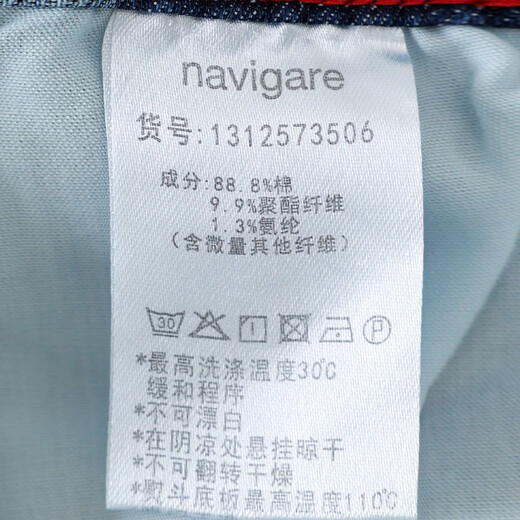 navigare
货号:1312573506
成分:88.8%棉
9.9%聚酯纤维
1.3%氨纶
(含微量其他纤维)
30 P
*最高洗涤温度30℃
缓和程序
*不可漂白
*在阴凉处悬挂晾干
*不可翻转干燥
*熨斗底板最高温度110℃